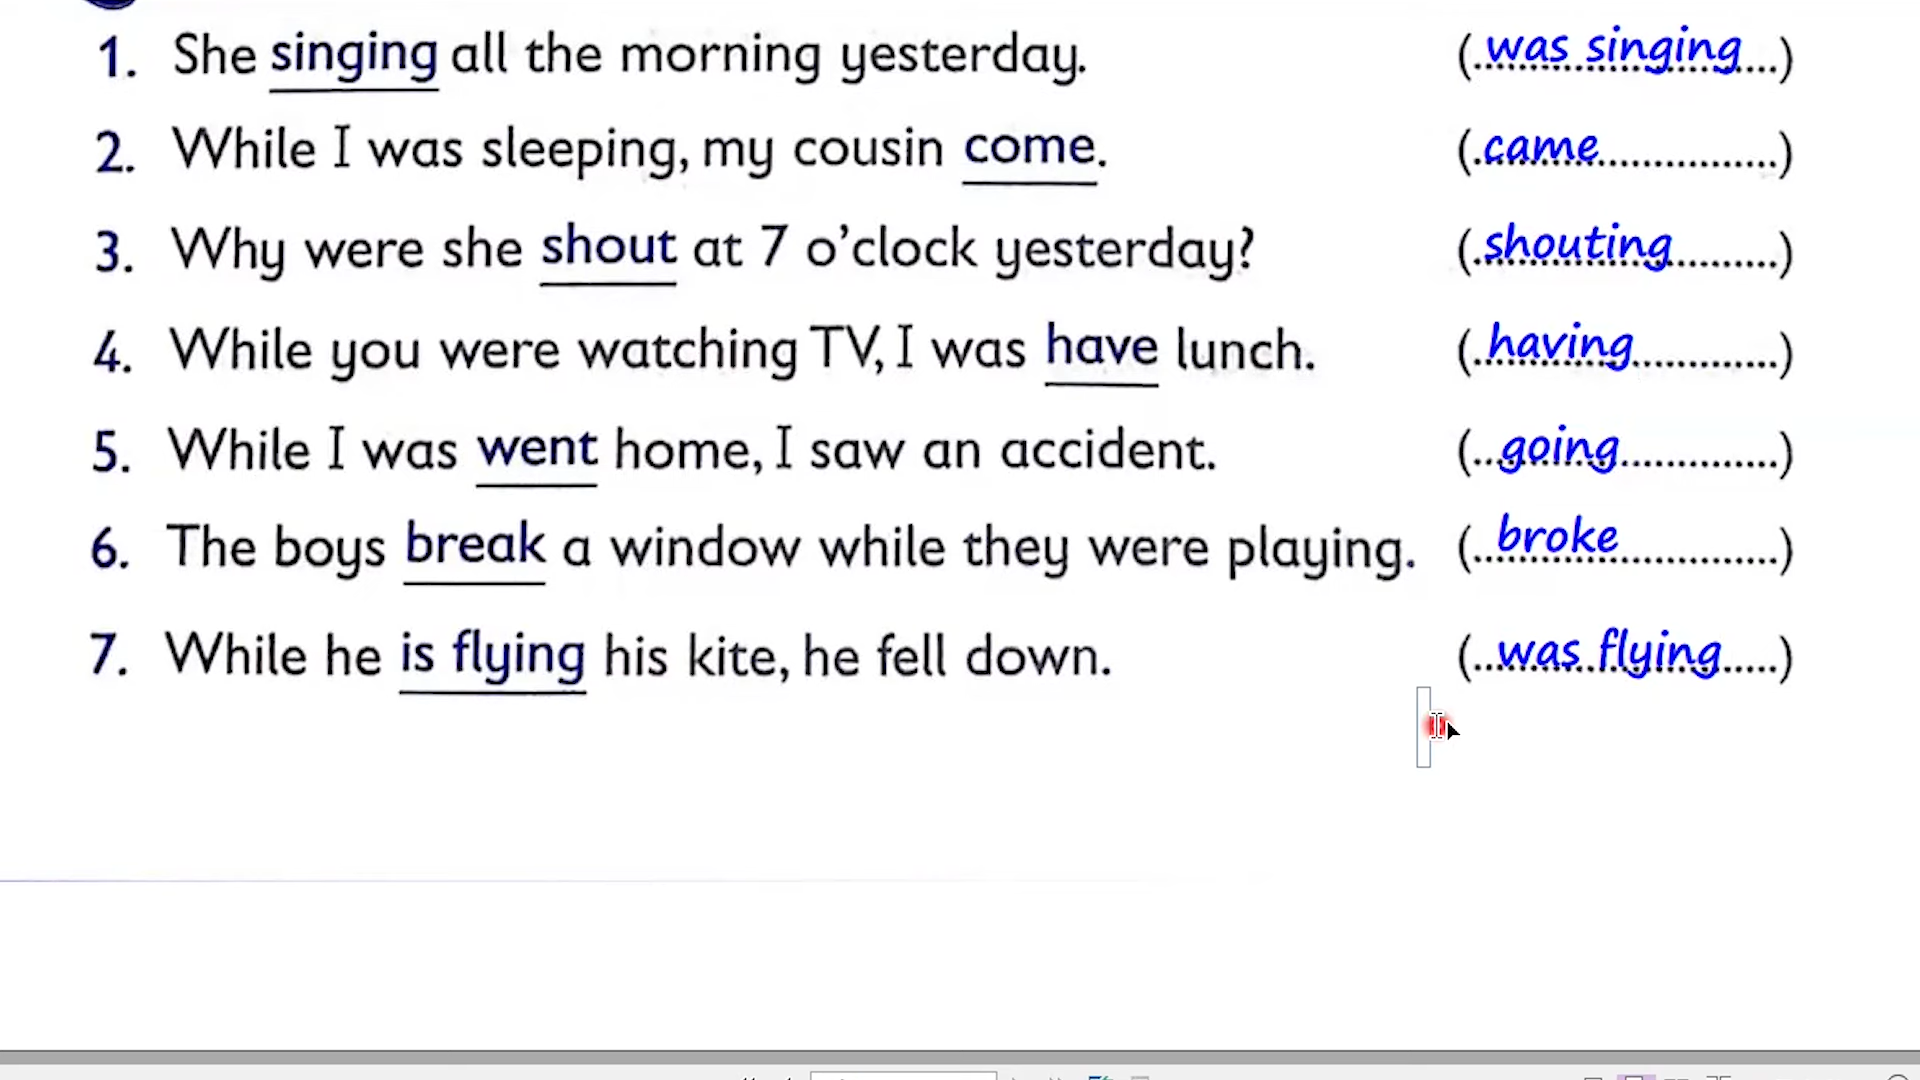 1. She singing all the morning yesterday. (.was singing...)
2. While I was sleeping, my cousin come. (.came.................)
3. Why were she shout at 7 o'clock yesterday? (.shouting..........)
4. While you were watching TV, I was have lunch. (..having.............)
5. While I was went home, I saw an accident. (..going..............)
6. The boys break a window while they were playing. (..broke..............)
7. While he is flying his kite, he fell down. (..was flying.....)